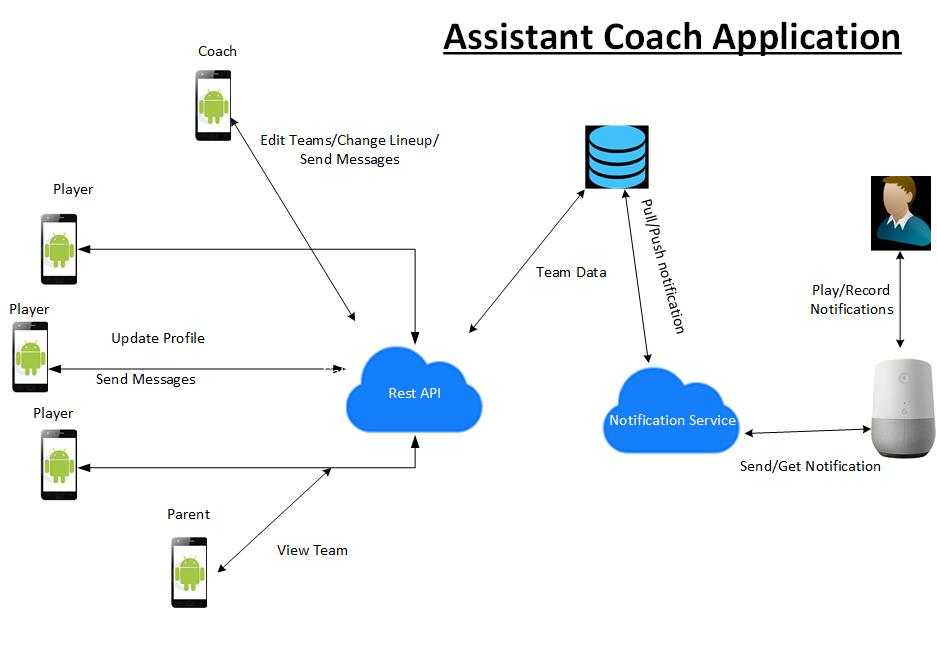 Assistant Coach Application
Coach
Edit Teams/Change Lineup/
Send Messages
Player
Player
Update Profile
Send Messages
Player
Parent
View Team
Rest API
Team Data
Pull/Push notification
Notification Service
Play/Record
Notifications
Send/Get Notification